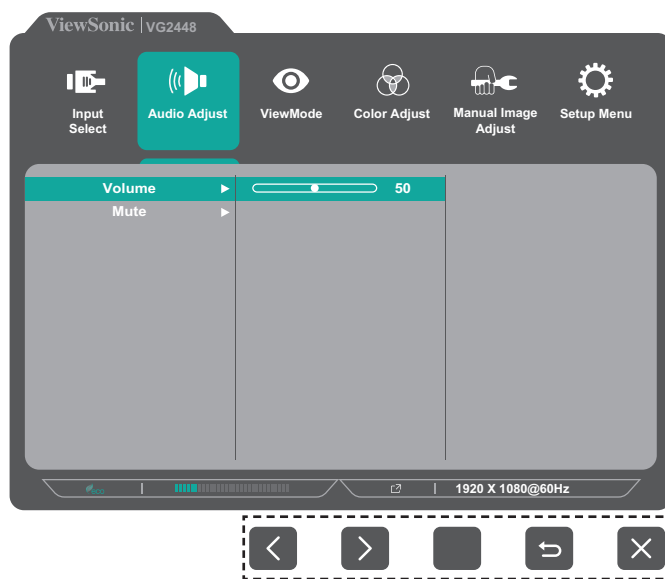 ViewSonic | VG2448
Input
Select
Audio Adjust
ViewMode
Color Adjust
Manual Image
Adjust
Setup Menu
Volume
50
Mute
eco
1920 X 1080@60Hz